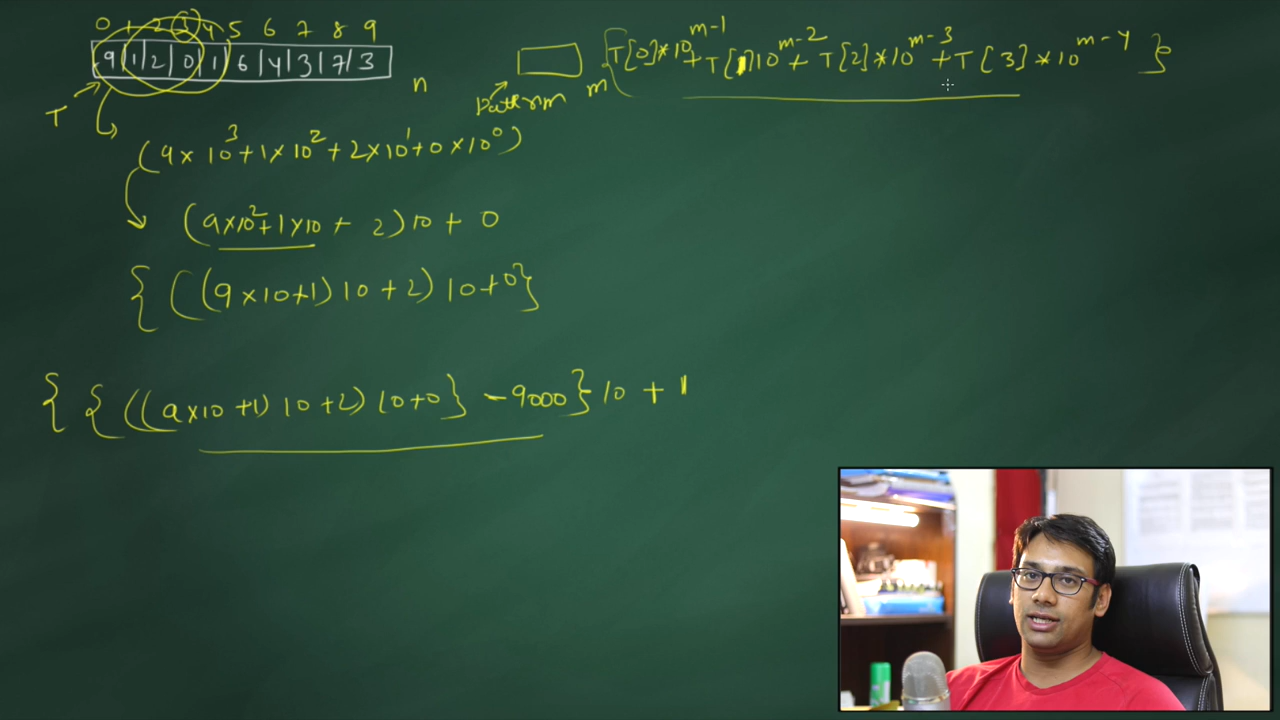 0 1 2 3 4 5 6 7 8 9
9 1 2 0 1 6 4 3 7 3
T
n
Pattern m
{T[0]*10^{m-1}+T[1]10^{m-2}+T[2]*10^{m-3}+T[3]*10^{m-4}}
(9×10^3+1×10^2+2×10^1+0×10^0)
(9×10^2+1×10+2)10+0
{((9×10+1)10+2)10+0}
{{((9×10+1)10+2)10+0}-9000}10+1